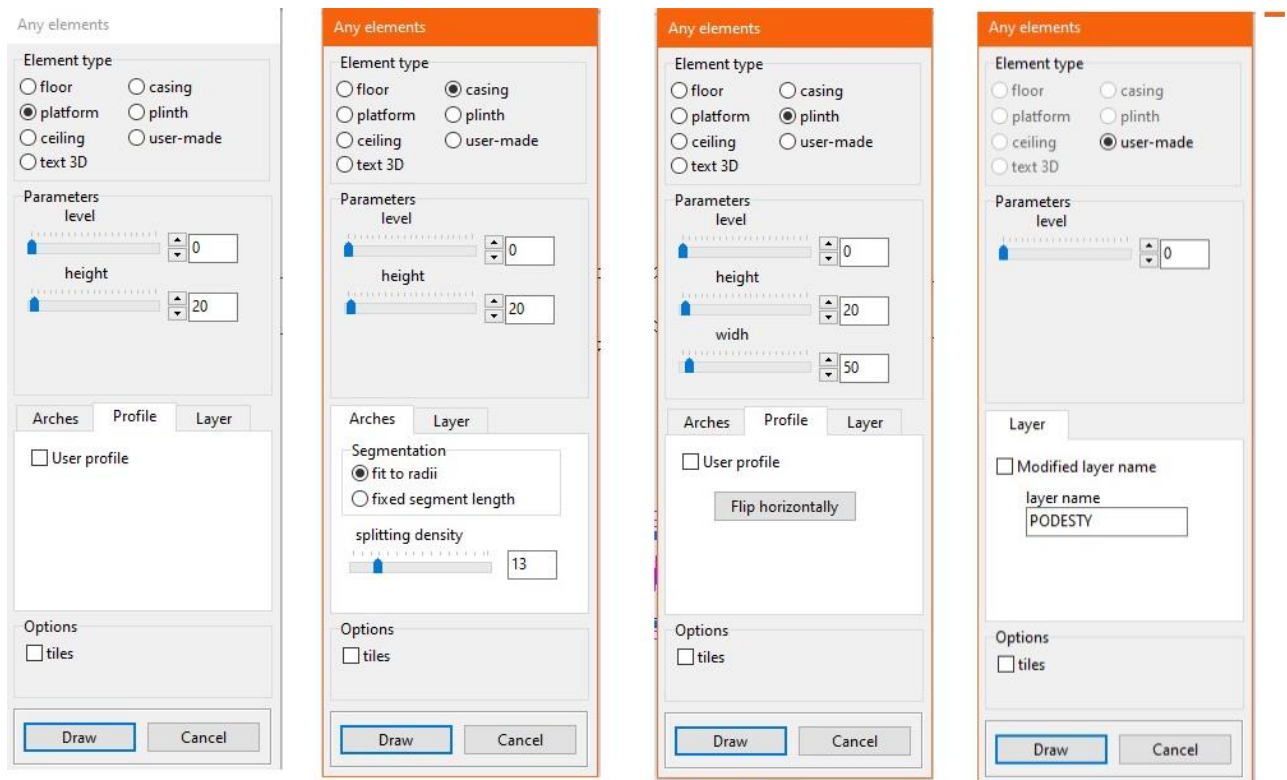 Any elements
Element type
floor casing
platform plinth
ceiling user-made
text 3D
Parameters
level
0
height
20
Arches Profile Layer
User profile
Options
tiles
Draw Cancel
Any elements
Element type
floor casing
platform plinth
ceiling user-made
text 3D
Parameters
level
0
height
20
Arches Layer
Segmentation
fit to radii
fixed segment length
splitting density
13
Options
tiles
Draw Cancel
Any elements
Element type
floor casing
platform plinth
ceiling user-made
text 3D
Parameters
level
0
height
20
widh
50
Arches Profile Layer
User profile
Flip horizontally
Options
tiles
Draw Cancel
Any elements
Element type
floor casing
platform plinth
ceiling user-made
text 3D
Parameters
level
0
Layer
Modified layer name
layer name
PODESTY
Options
tiles
Draw Cancel